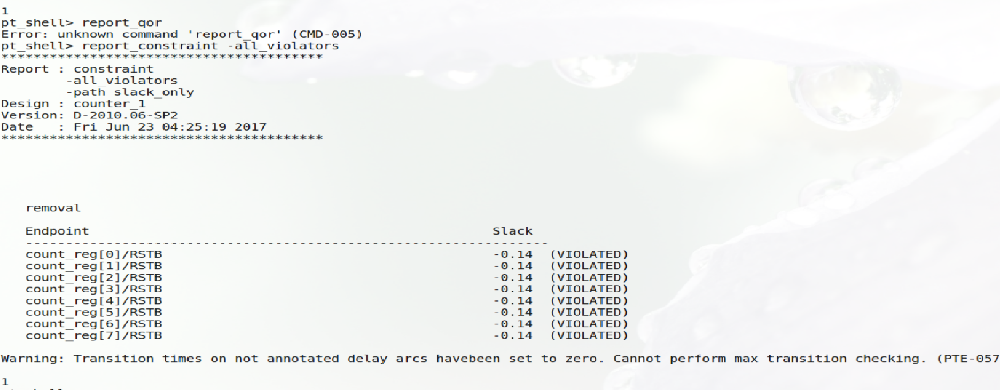 1
pt_shell> report_qor
Error: unknown command 'report_qor' (CMD-005)
pt_shell> report_constraint -all_violators
****************************************
Report : constraint
        -all_violators
        -path slack_only
Design : counter_1
Version: D-2010.06-SP2
Date   : Fri Jun 23 04:25:19 2017
****************************************
   removal
   Endpoint                                                  Slack
   -----------------------------------------------------------------
   count_reg[0]/RSTB                                         -0.14  (VIOLATED)
   count_reg[1]/RSTB                                         -0.14  (VIOLATED)
   count_reg[2]/RSTB                                         -0.14  (VIOLATED)
   count_reg[3]/RSTB                                         -0.14  (VIOLATED)
   count_reg[4]/RSTB                                         -0.14  (VIOLATED)
   count_reg[5]/RSTB                                         -0.14  (VIOLATED)
   count_reg[6]/RSTB                                         -0.14  (VIOLATED)
   count_reg[7]/RSTB                                         -0.14  (VIOLATED)
Warning: Transition times on not annotated delay arcs havebeen set to zero. Cannot perform max_transition checking. (PTE-057
1